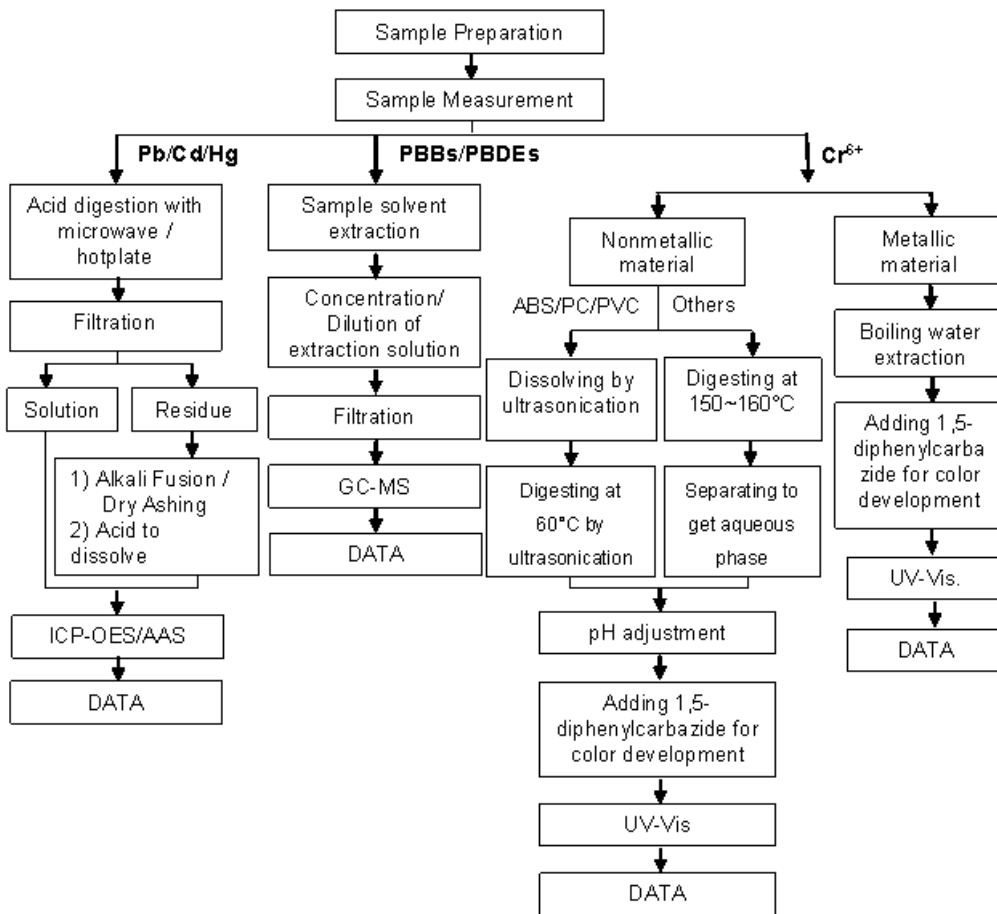 Sample Preparation
Sample Measurement
Pb/Cd/Hg
Acid digestion with
microwave /
hotplate
Filtration
Solution
Residue
1) Alkali Fusion /
Dry Ashing
2) Acid to
dissolve
ICP-OES/AAS
DATA
PBBs/PBDEs
Sample solvent
extraction
Concentration/
Dilution of
extraction solution
Filtration
GC-MS
DATA
Cr⁶⁺
Nonmetallic
material
ABS/PC/PVC
Others
Dissolving by
ultrasonication
Digesting at
60°C by
ultrasonication
Digesting at
150~160°C
Separating to
get aqueous
phase
pH adjustment
Adding 1,5-
diphenylcarbazide for
color development
UV-Vis
DATA
Metallic
material
Boiling water
extraction
Adding 1,5-
diphenylcarba
zide for color
development
UV-Vis.
DATA